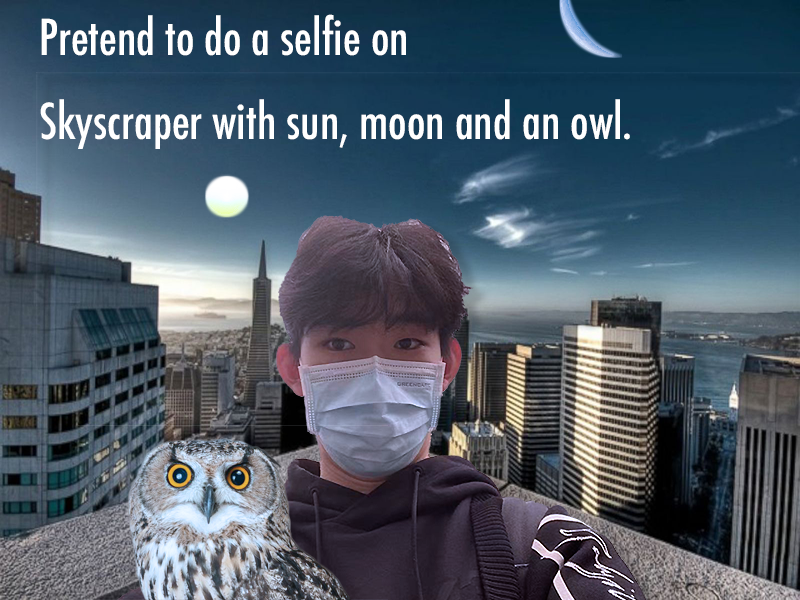 Pretend to do a selfie on
Skyscraper with sun, moon and an owl.